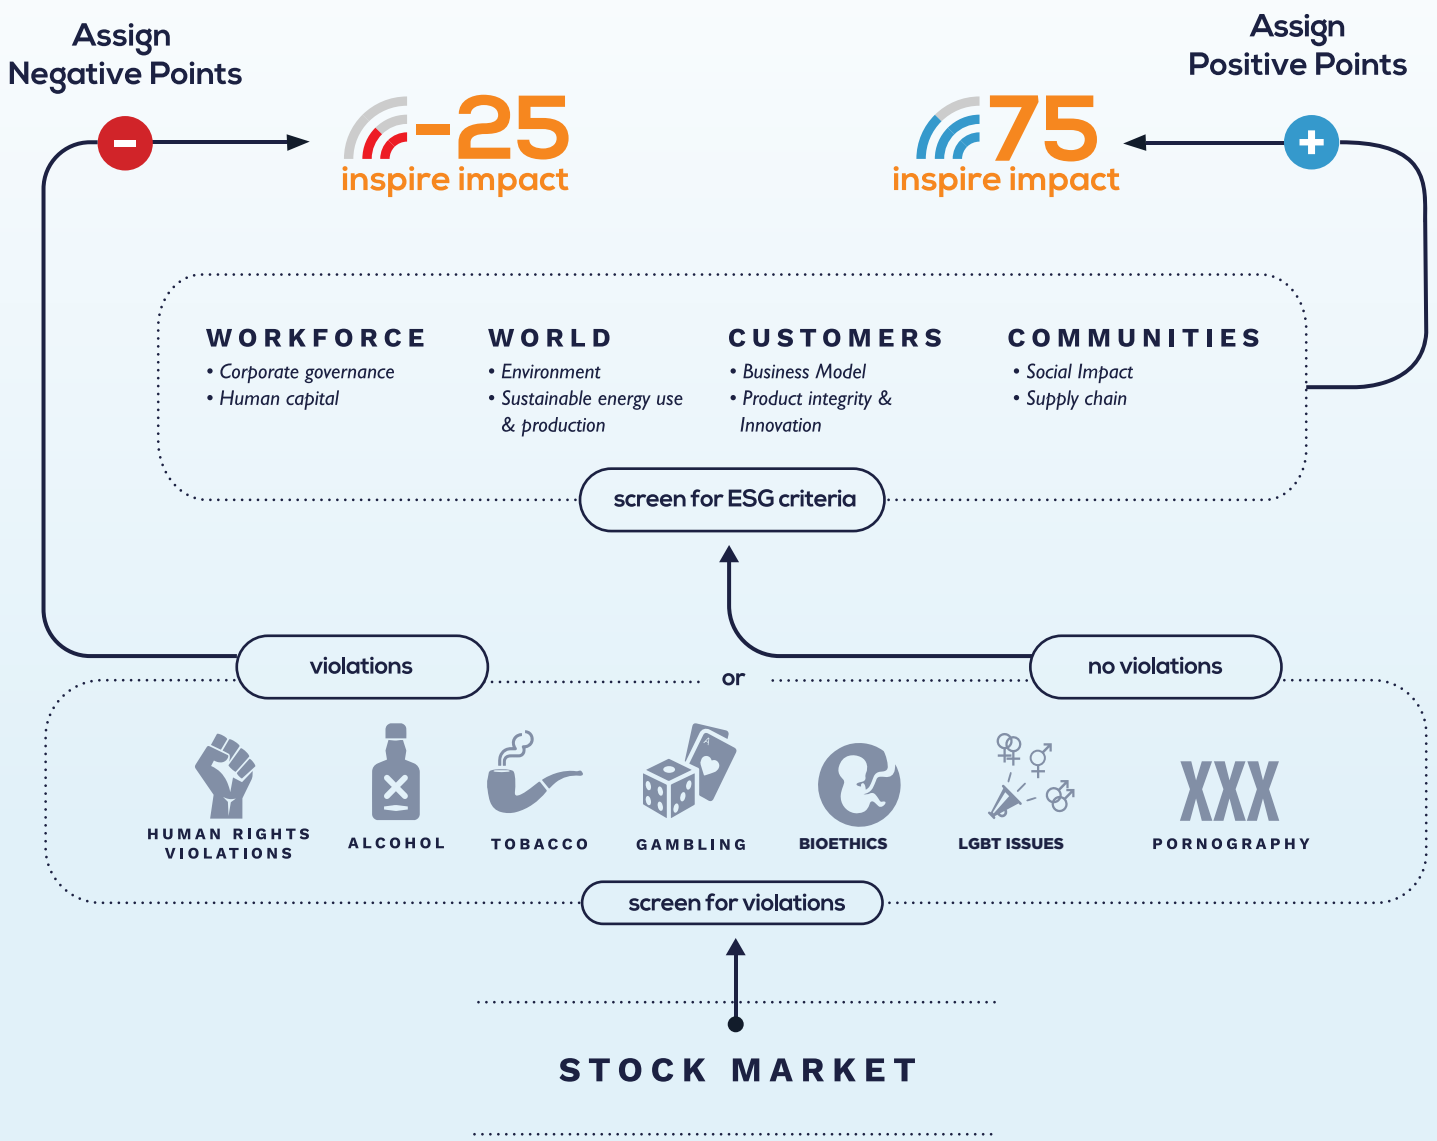 Assign
Negative Points
Assign
Positive Points
-25
inspire impact
75
inspire impact
WORKFORCE
• Corporate governance
• Human capital
WORLD
• Environment
• Sustainable energy use
& production
CUSTOMERS
• Business Model
• Product integrity &
Innovation
COMMUNITIES
• Social Impact
• Supply chain
screen for ESG criteria
violations
or
no violations
HUMAN RIGHTS
VIOLATIONS
ALCOHOL
TOBACCO
A
GAMBLING
BIOETHICS
LGBT ISSUES
XXX
PORNOGRAPHY
screen for violations
STOCK MARKET